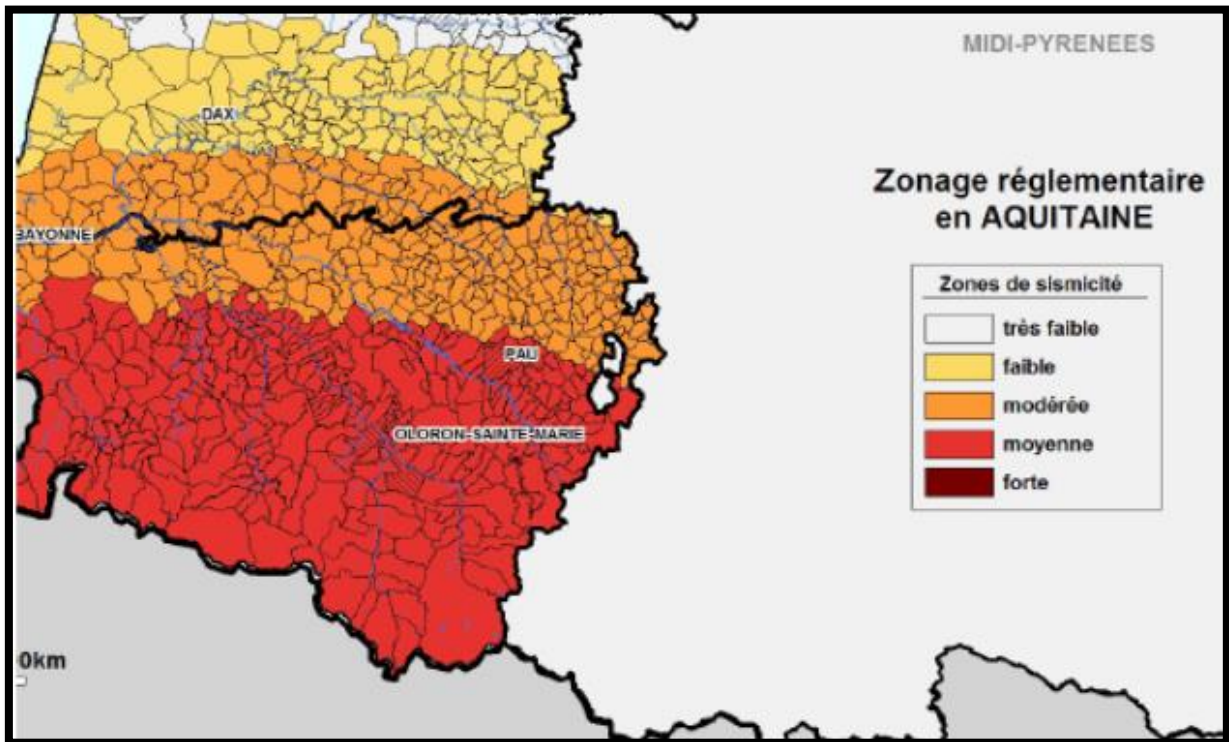 MIDI-PYRENEES
DAX
Zonage réglementaire
en AQUITAINE
BAYONNE
Zones de sismicité
très faible
faible
modérée
moyenne
forte
PAU
OLORON-SAINTE-MARIE
0km